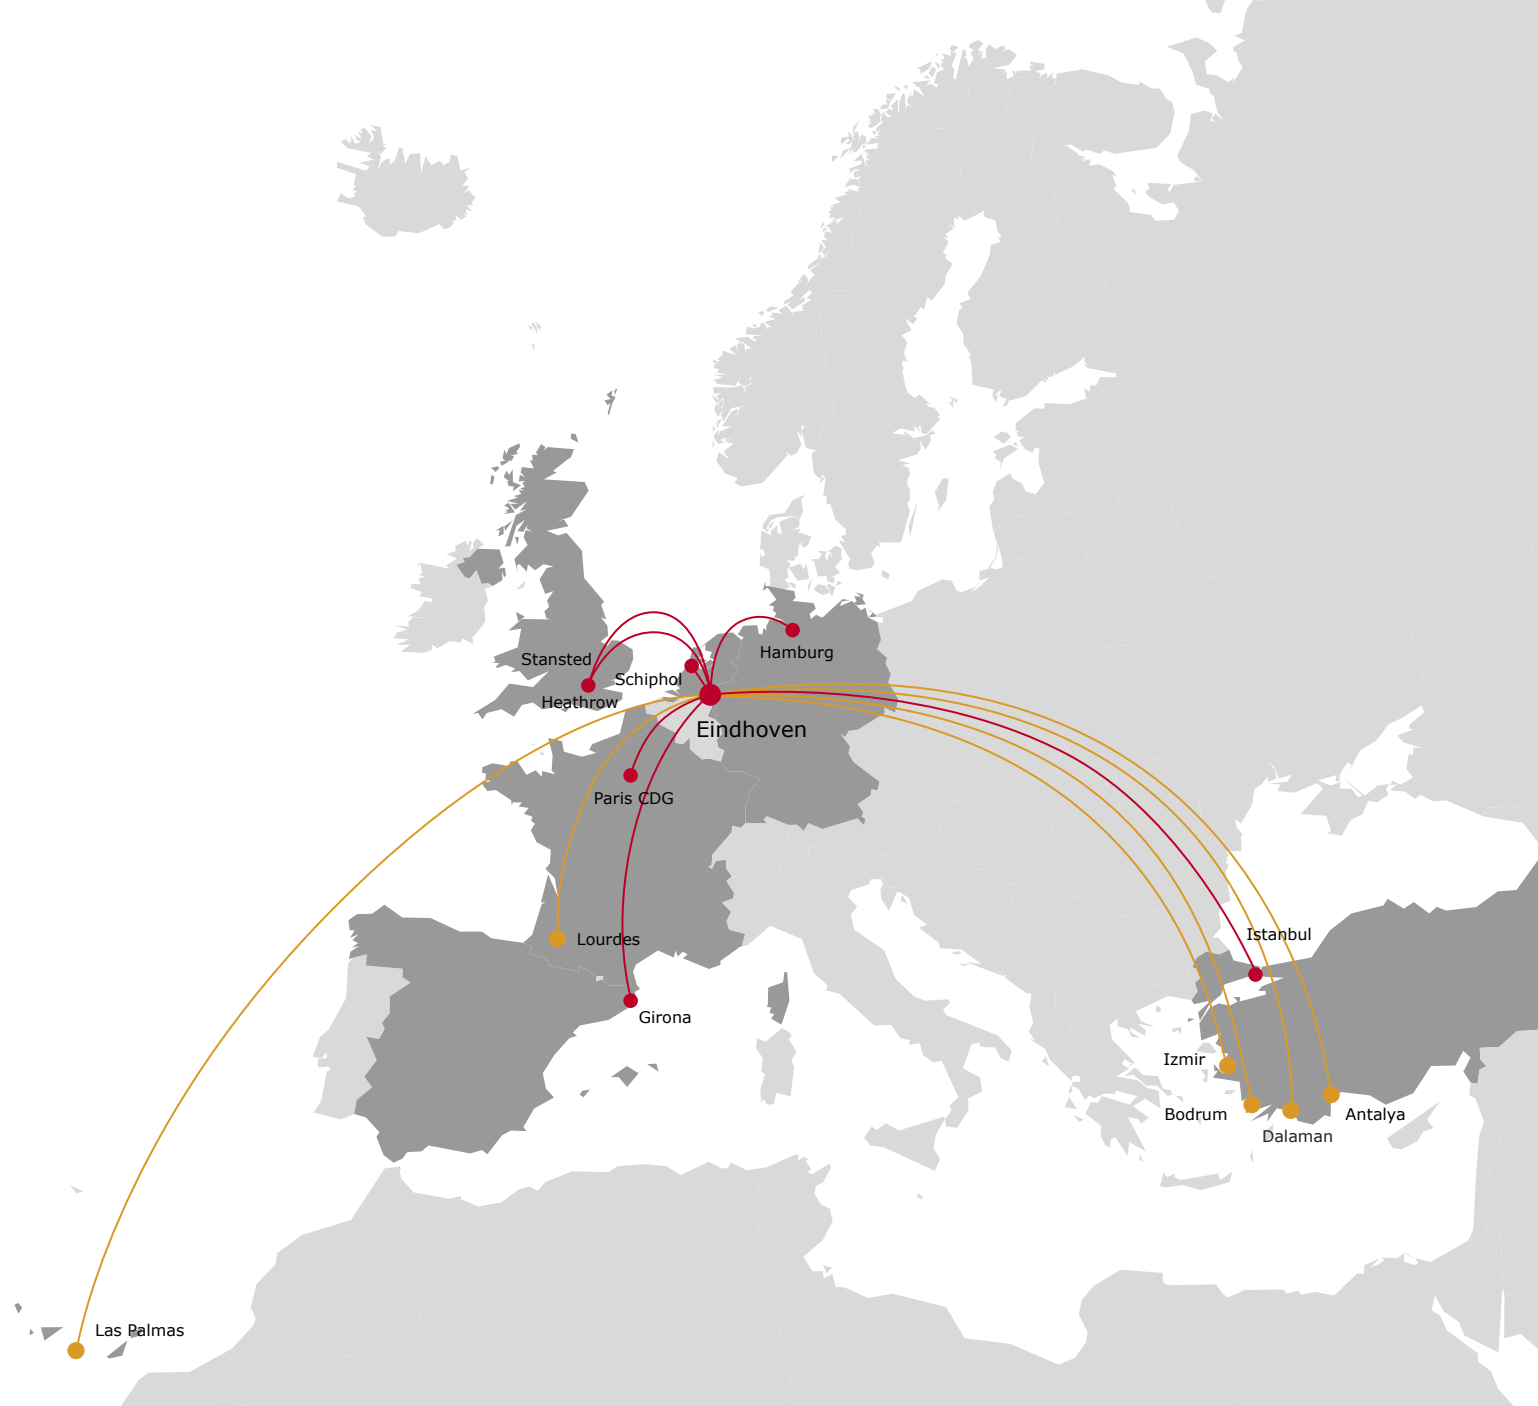 Hamburg
Stansted
Schiphol
Heathrow
Eindhoven
Paris CDG
Istanbul
Lourdes
Girona
Izmir
Bodrum
Antalya
Dalaman
Las Palmas